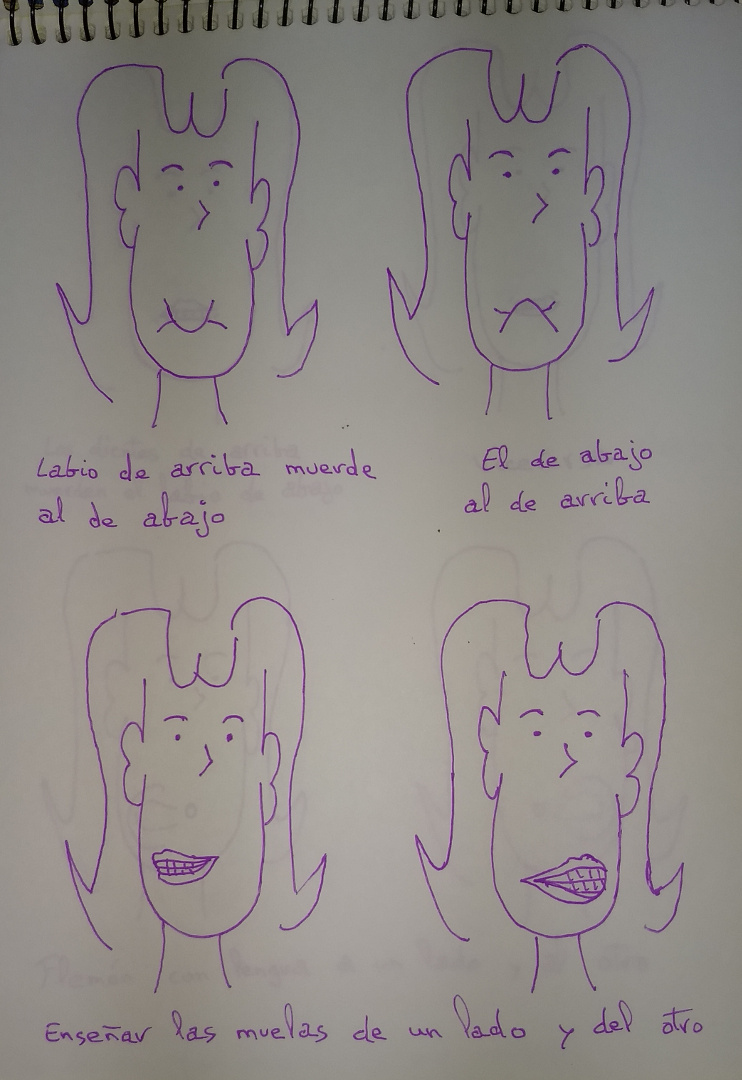 Labio de arriba muerde
al de abajo
El de abajo
al de arriba
Enseñar las muelas de un lado y del otro